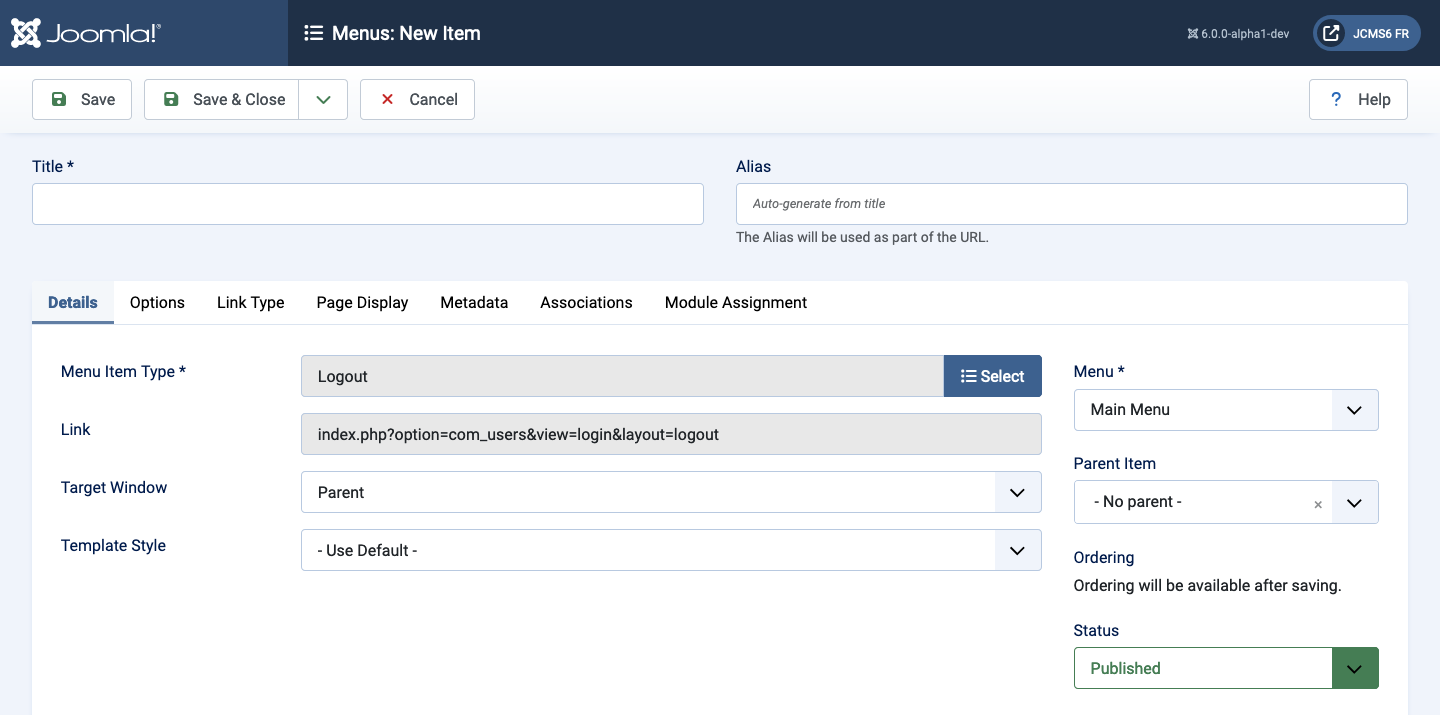 Joomla!®
Menus: New Item
6.0.0-alpha1-dev
JCMS6 FR
Save
Save & Close
Cancel
? Help
Title *
Alias
Auto-generate from title
The Alias will be used as part of the URL.
Details Options Link Type Page Display Metadata Associations Module Assignment
Menu Item Type *
Logout
Select
Link
index.php?option=com_users&view=login&layout=logout
Target Window
Parent
Template Style
- Use Default -
Menu *
Main Menu
Parent Item
- No parent - ×
Ordering
Ordering will be available after saving.
Status
Published